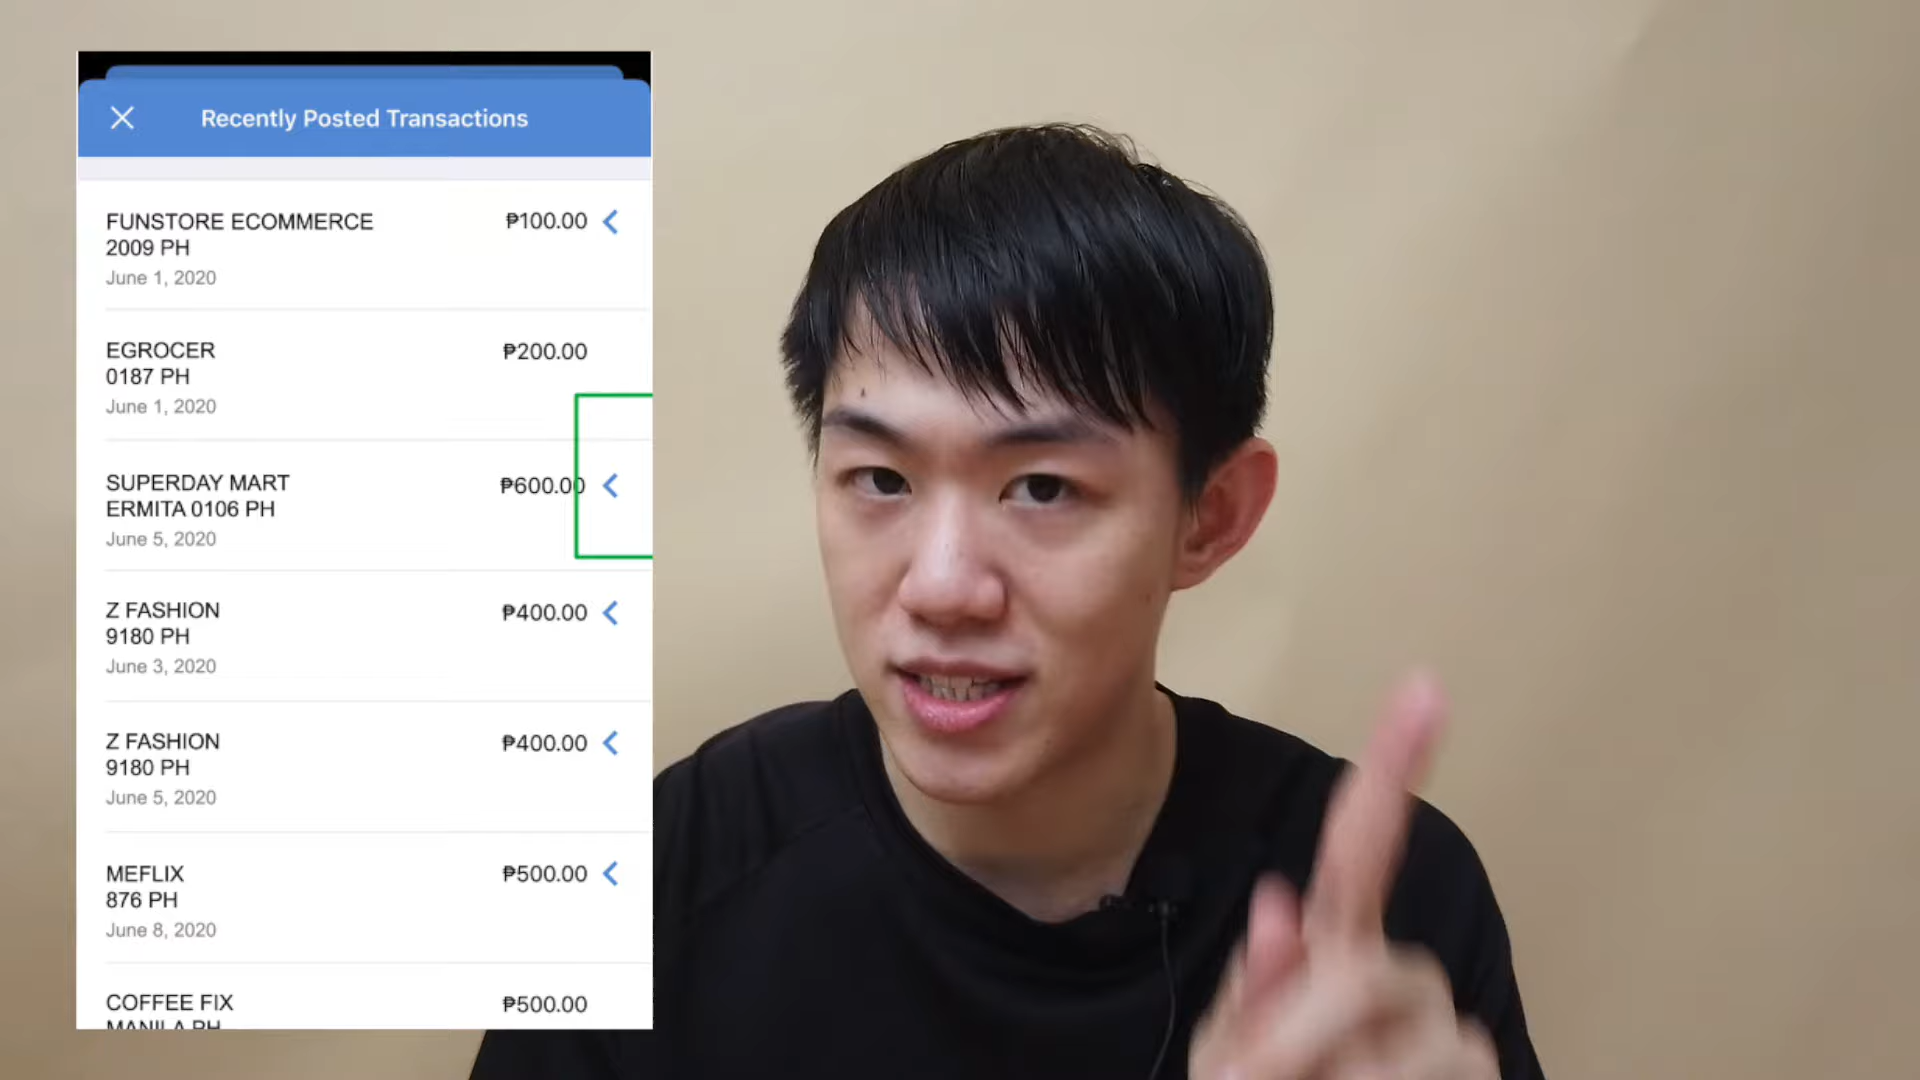 Recently Posted Transactions
FUNSTORE ECOMMERCE ₱100.00
2009 PH
June 1, 2020
EGROCER ₱200.00
0187 PH
June 1, 2020
SUPERDAY MART ₱600.00
ERMITA 0106 PH
June 5, 2020
Z FASHION ₱400.00
9180 PH
June 3, 2020
Z FASHION ₱400.00
9180 PH
June 5, 2020
MEFLIX ₱500.00
876 PH
June 8, 2020
COFFEE FIX ₱500.00
MANILA PH